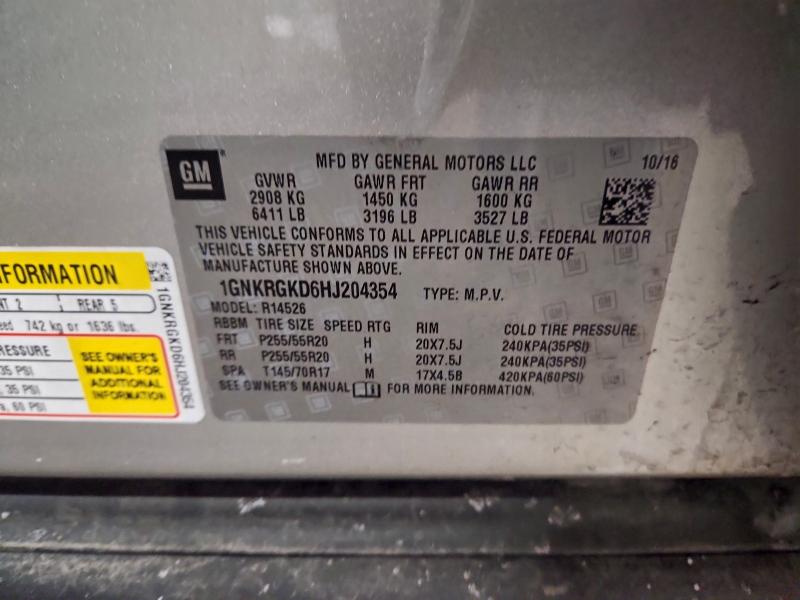 GM
MFD BY GENERAL MOTORS LLC 10/16
GVWR GAWR FRT GAWR RR
2908 KG 1450 KG 1600 KG
6411 LB 3196 LB 3527 LB
THIS VEHICLE CONFORMS TO ALL APPLICABLE U.S. FEDERAL MOTOR
VEHICLE SAFETY STANDARDS IN EFFECT ON THE DATE OF
MANUFACTURE SHOWN ABOVE.
1GNKRGKD6HJ204354 TYPE: M.P.V.
MODEL: R14526
RBBM TIRE SIZE SPEED RTG RIM COLD TIRE PRESSURE
FRT P255/55R20 H 20X7.5J 240KPA(35PSI)
RR P255/55R20 H 20X7.5J 240KPA(35PSI)
SPA T145/70R17 M 17X4.5B 420KPA(60PSI)
SEE OWNER'S MANUAL FOR MORE INFORMATION.
FORMATION
2 REAR 5
742 kg or 1636 lbs.
RESSURE
35 PSI
, 35 PSI
, 60 PSI
SEE OWNER'S
MANUAL FOR
ADDITIONAL
INFORMATION
1GNKRGKD6HJ204354